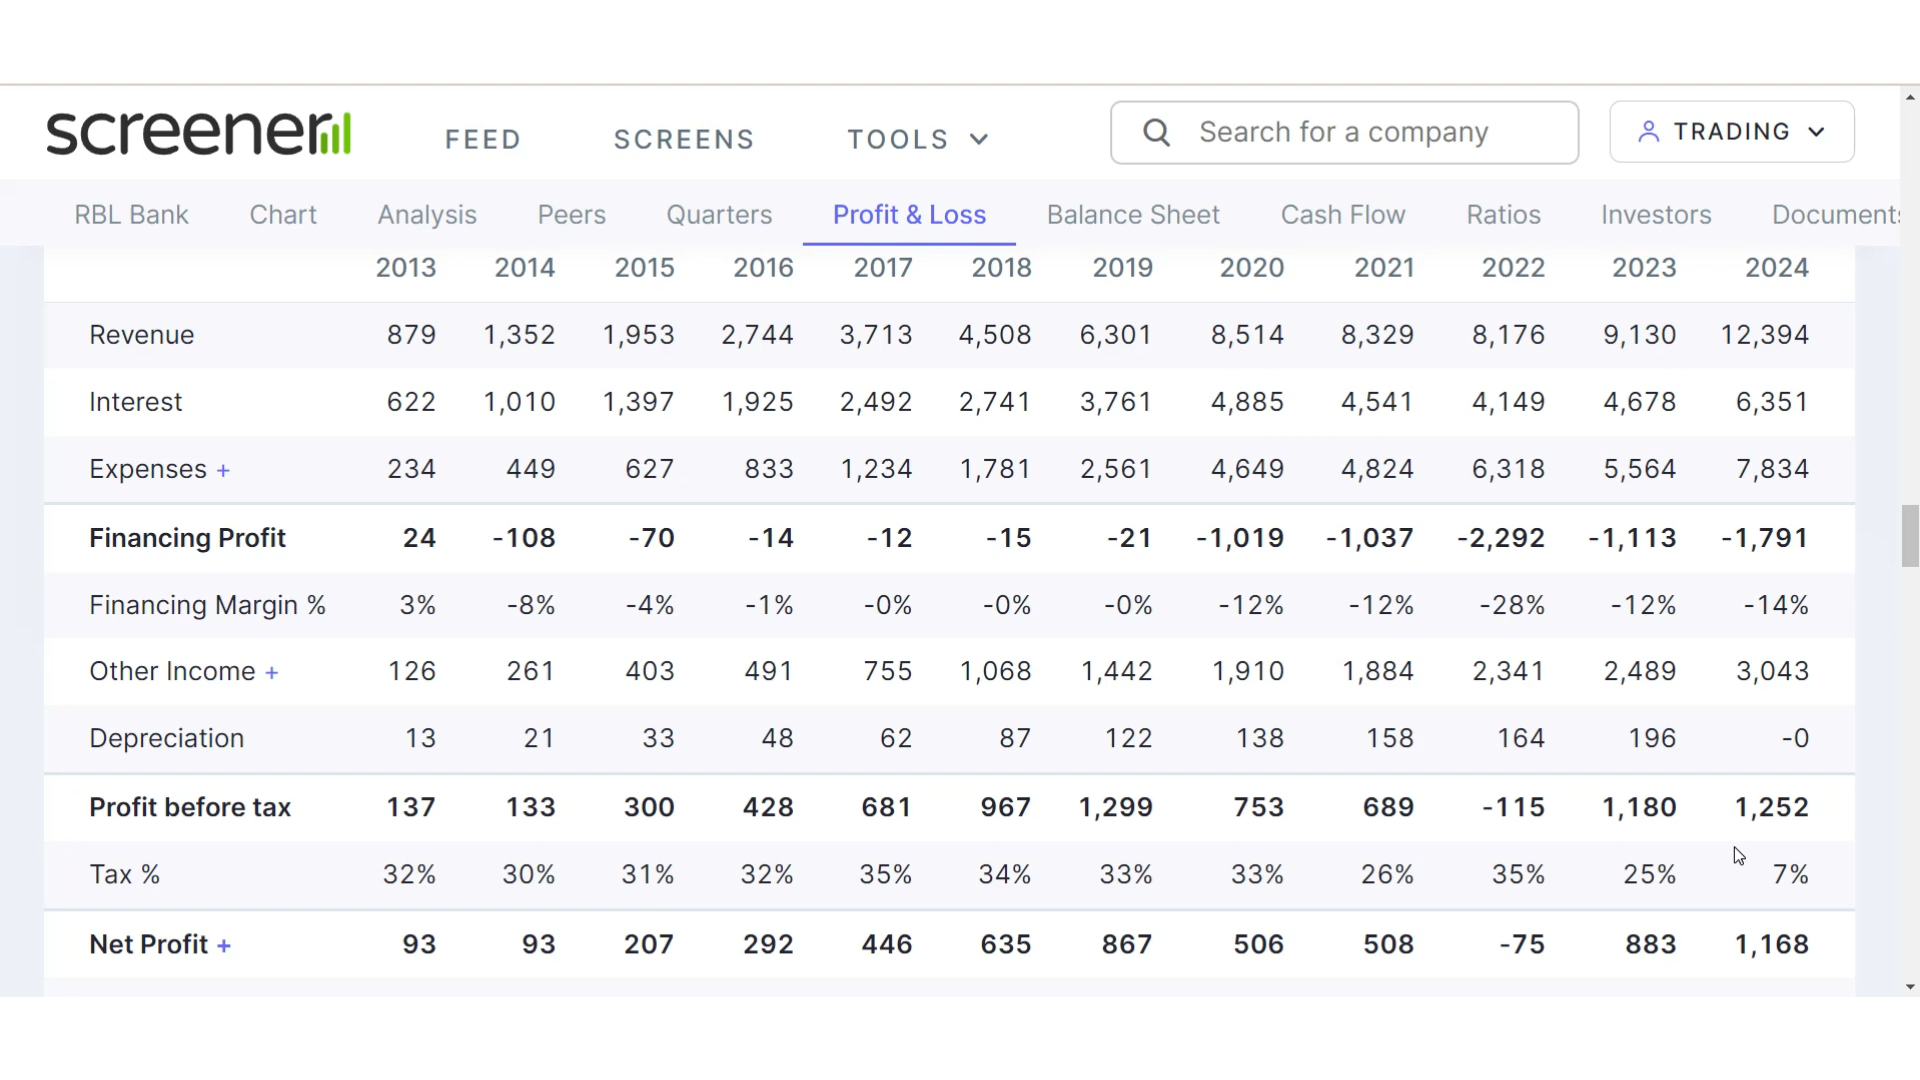 screener FEED SCREENS TOOLS Search for a company TRADING
RBL Bank Chart Analysis Peers Quarters Profit & Loss Balance Sheet Cash Flow Ratios Investors Documents
2013 2014 2015 2016 2017 2018 2019 2020 2021 2022 2023 2024
Revenue 879 1,352 1,953 2,744 3,713 4,508 6,301 8,514 8,329 8,176 9,130 12,394
Interest 622 1,010 1,397 1,925 2,492 2,741 3,761 4,885 4,541 4,149 4,678 6,351
Expenses + 234 449 627 833 1,234 1,781 2,561 4,649 4,824 6,318 5,564 7,834
Financing Profit 24 -108 -70 -14 -12 -15 -21 -1,019 -1,037 -2,292 -1,113 -1,791
Financing Margin % 3% -8% -4% -1% -0% -0% -0% -12% -12% -28% -12% -14%
Other Income + 126 261 403 491 755 1,068 1,442 1,910 1,884 2,341 2,489 3,043
Depreciation 13 21 33 48 62 87 122 138 158 164 196 -0
Profit before tax 137 133 300 428 681 967 1,299 753 689 -115 1,180 1,252
Tax % 32% 30% 31% 32% 35% 34% 33% 33% 26% 35% 25% 7%
Net Profit + 93 93 207 292 446 635 867 506 508 -75 883 1,168